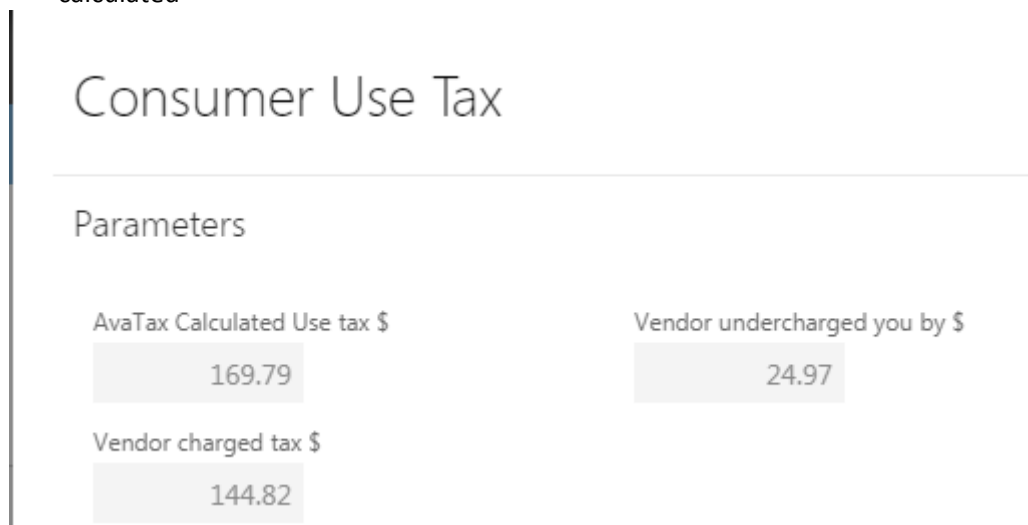 calculated
Consumer Use Tax
Parameters
AvaTax Calculated Use tax $
169.79
Vendor undercharged you by $
24.97
Vendor charged tax $
144.82